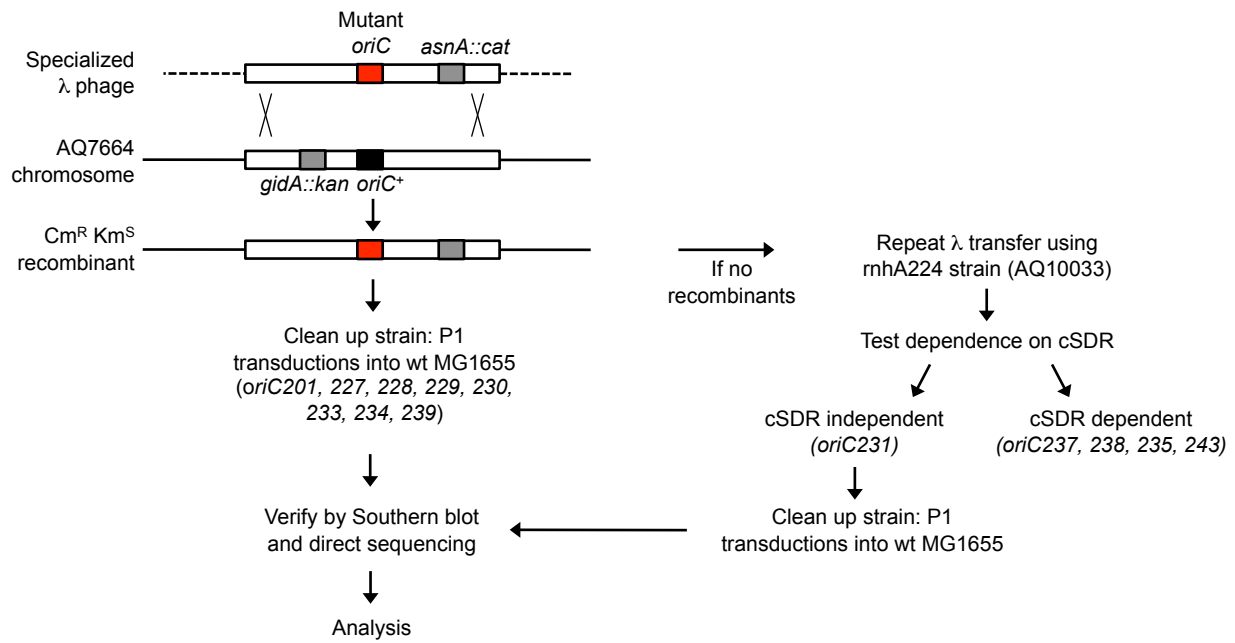 Mutant
oriC
asnA::cat
Specialized
λ phage
AQ7664
chromosome
gidA::kan
oriC⁺
Cmᴿ Kmˢ
recombinant
If no
recombinants
Repeat λ transfer using
rnhA224 strain (AQ10033)
Test dependence on cSDR
Clean up strain: P1
transductions into wt MG1655
(oriC201, 227, 228, 229, 230,
233, 234, 239)
cSDR independent
(oriC231)
cSDR dependent
(oriC237, 238, 235, 243)
Verify by Southern blot
and direct sequencing
Clean up strain: P1
transductions into wt MG1655
Analysis